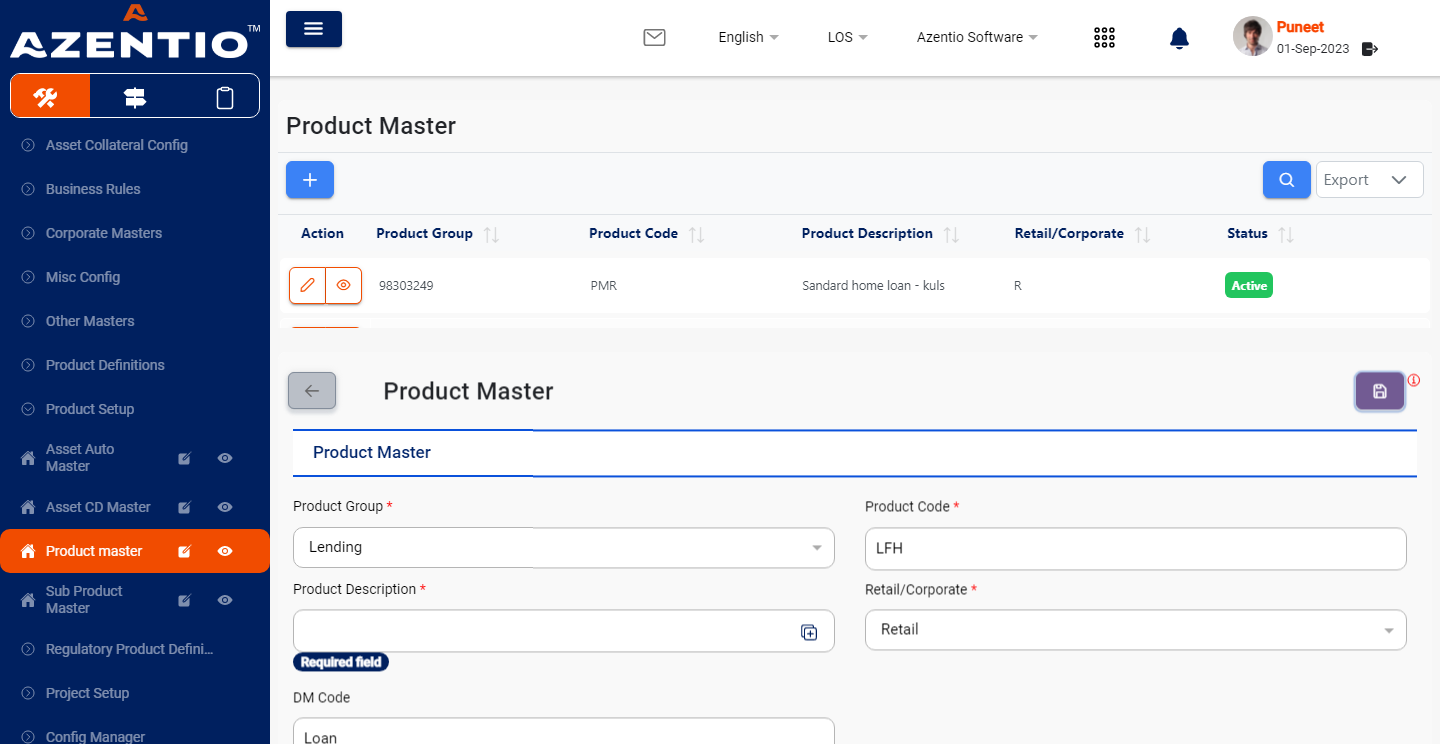 AZENTIO TM
English
LOS
Azentio Software
Puneet
01-Sep-2023
Asset Collateral Config
Business Rules
Corporate Masters
Misc Config
Other Masters
Product Definitions
Product Setup
Asset Auto
Master
Asset CD Master
Product master
Sub Product
Master
Regulatory Product Defini...
Project Setup
Config Manager
Product Master
Export
Action Product Group Product Code Product Description Retail/Corporate Status
98303249 PMR Sandard home loan - kuls R Active
Product Master
Product Master
Product Group * Product Code *
Lending LFH
Product Description * Retail/Corporate *
Retail
Required field
DM Code
Loan